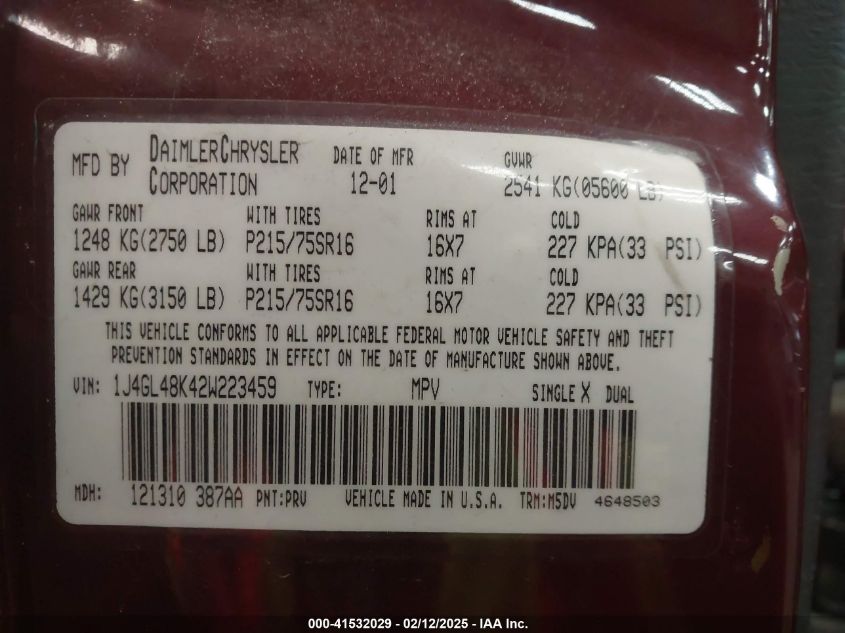 MFD BY DAIMLERCHRYSLER CORPORATION DATE OF MFR 12-01 GVWR 2541 KG(05600 LB)
GAWR FRONT WITH TIRES RIMS AT COLD
1248 KG(2750 LB) P215/75SR16 16X7 227 KPA(33 PSI)
GAWR REAR WITH TIRES RIMS AT COLD
1429 KG(3150 LB) P215/75SR16 16X7 227 KPA(33 PSI)
THIS VEHICLE CONFORMS TO ALL APPLICABLE FEDERAL MOTOR VEHICLE SAFETY AND THEFT
PREVENTION STANDARDS IN EFFECT ON THE DATE OF MANUFACTURE SHOWN ABOVE.
VIN: 1J4GL48K42W223459 TYPE: MPV SINGLE X DUAL
MDH: 121310 387AA PNT:PRV VEHICLE MADE IN U.S.A. TRM:M5DV 4648503
000-41532029 - 02/12/2025 - IAA Inc.